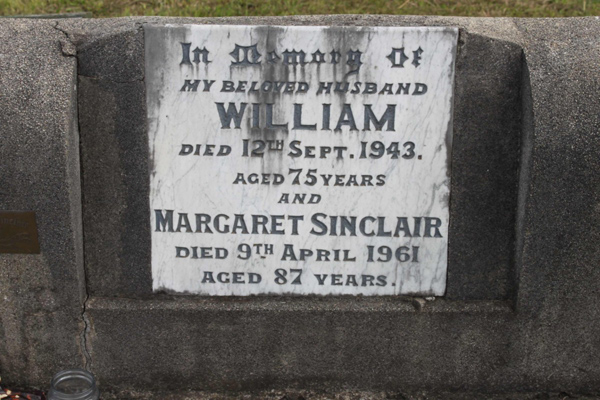 In Memory Of
MY BELOVED HUSBAND
WILLIAM
DIED 12TH SEPT. 1943.
AGED 75 YEARS
AND
MARGARET SINCLAIR
DIED 9TH APRIL 1961
AGED 87 YEARS.